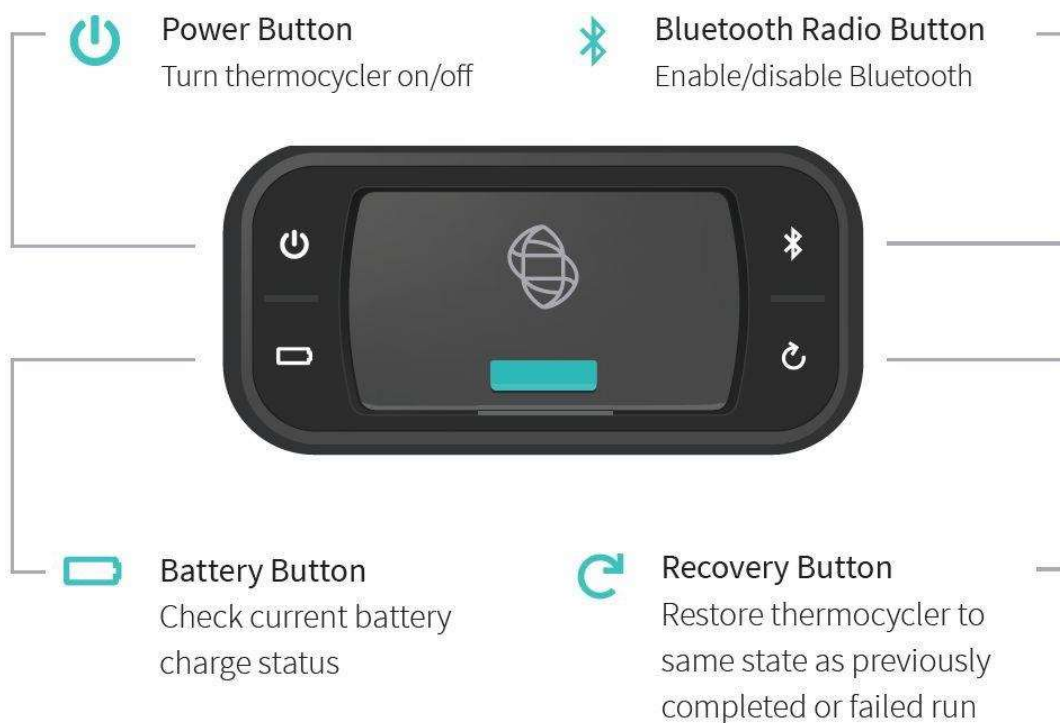 Power Button
Turn thermocycler on/off
Bluetooth Radio Button
Enable/disable Bluetooth
Battery Button
Check current battery
charge status
Recovery Button
Restore thermocycler to
same state as previously
completed or failed run